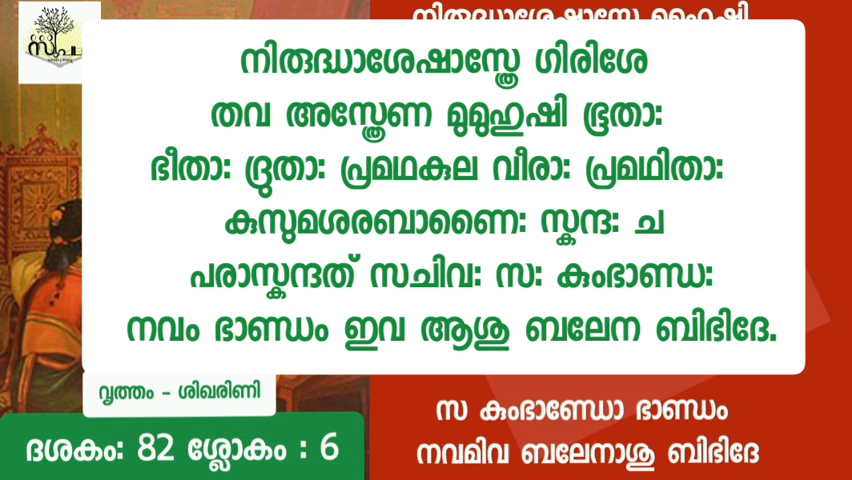 നിരുദ്ധാശേഷാസ്ത്രേ
നിരുദ്ധാശേഷാസ്ത്രേ ഗിരിശേ
തവ അസ്ത്രേണ മുമുഹുഷി ഭൂതാ:
ഭീതാ: ദ്രുതാ: പ്രമഥകുല വീരാ: പ്രമഥിതാ:
കുസുമശരബാണൈ: സ്കന്ദ: ച
പരാസ്കന്ദത് സചിവ: സ: കുംഭാണ്ഡ:
നവം ഭാണ്ഡം ഇവ ആശു ബലേന ബിഭിദേ.
വൃത്തം - ശിഖരിണി
ദശകം: 82 ശ്ലോകം : 6
സ കുംഭാണ്ഡോ ഭാണ്ഡം
നവമിവ ബലേനാശു ബിഭിദേ